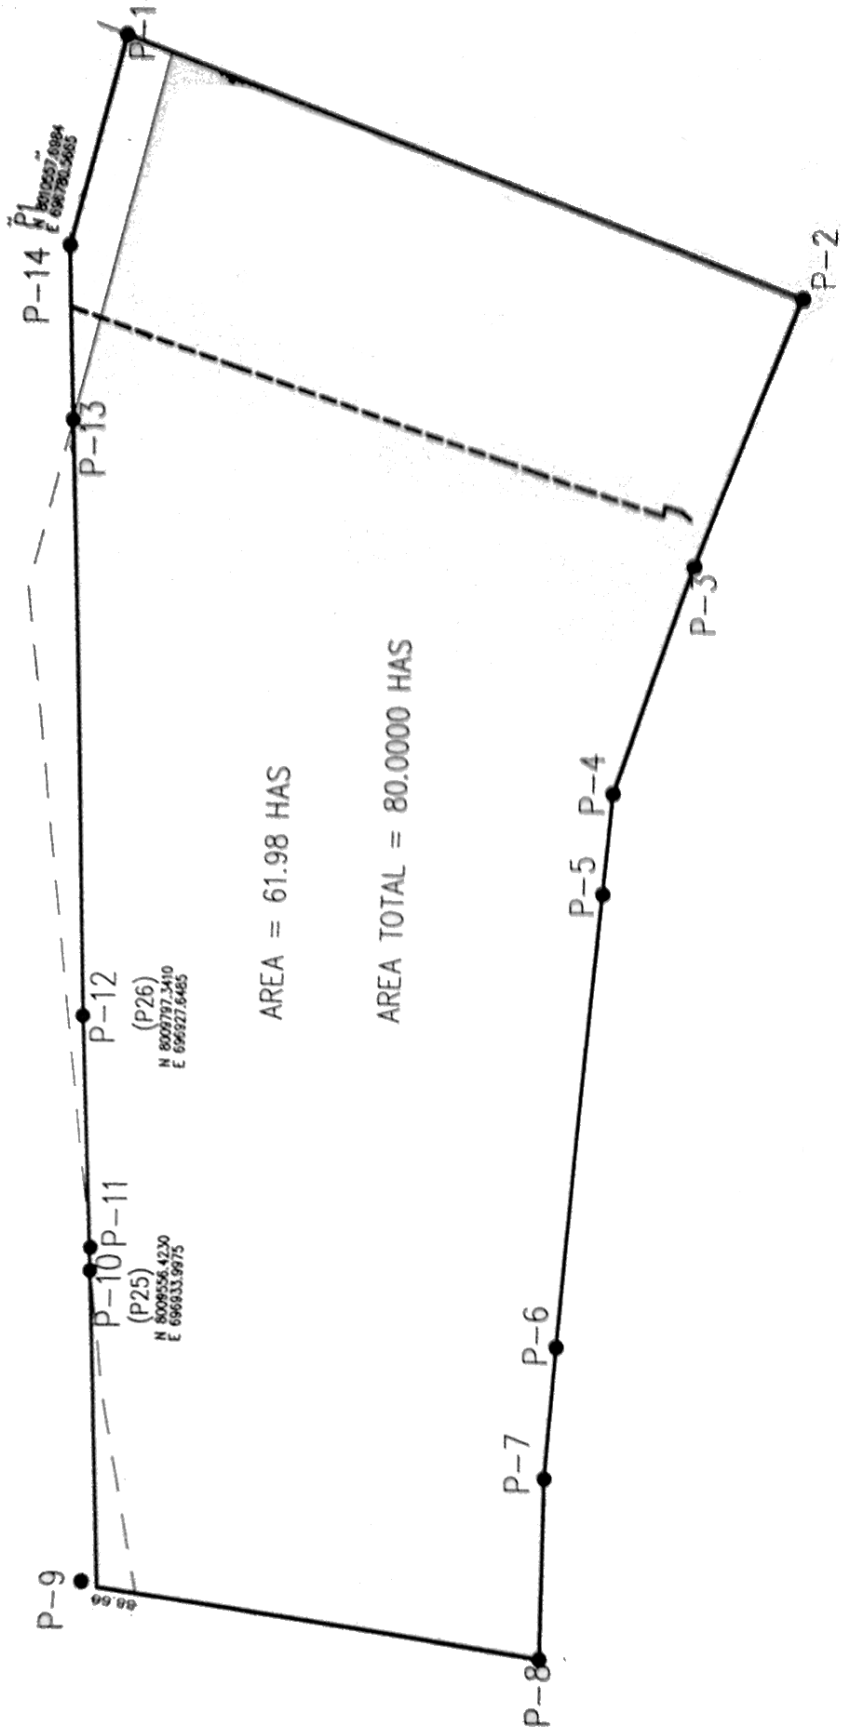 P-1
P1
N 8010557.6984
E 696780.5665
P-14
P-13
P-2
P-3
P-4
P-5
AREA = 61.98 HAS
AREA TOTAL = 80.0000 HAS
P-12
(P26)
N 8009797.3410
E 696927.6485
P-11
P-10
(P25)
N 8009556.4230
E 696933.9975
P-6
P-7
P-9
P-8